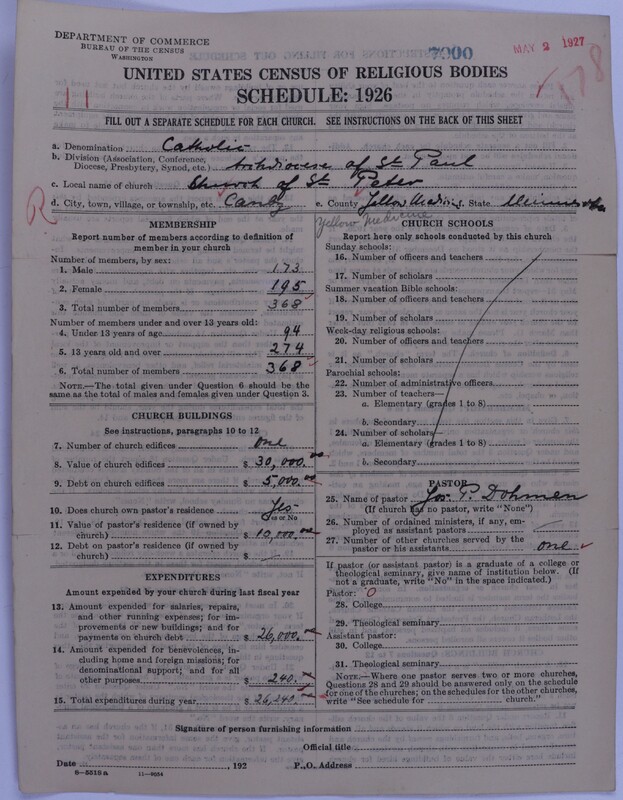 DEPARTMENT OF COMMERCE
BUREAU OF THE CENSUS
WASHINGTON
7000
MAY 2 1927
178
UNITED STATES CENSUS OF RELIGIOUS BODIES
SCHEDULE: 1926
11
FILL OUT A SEPARATE SCHEDULE FOR EACH CHURCH. SEE INSTRUCTIONS ON THE BACK OF THIS SHEET
a. Denomination Catholic
b. Division (Association, Conference, Diocese, Presbytery, Synod, etc.) Archdiocese of St Paul
c. Local name of church Church of St Peter
R d. City, town, village, or township, etc. Canby e. County Yellow Medicine f. State Minnesota
Yellow Medicine
MEMBERSHIP
Report number of members according to definition of member in your church
Number of members, by sex:
1. Male 173
2. Female 195
3. Total number of members 368
Number of members under and over 13 years old:
4. Under 13 years of age 94
5. 13 years old and over 274
6. Total number of members 368
NOTE.—The total given under Question 6 should be the same as the total of males and females given under Question 3.
CHURCH BUILDINGS
See instructions, paragraphs 10 to 12
7. Number of church edifices one
8. Value of church edifices $ 30,000.00
9. Debt on church edifices $ 5,000.00
10. Does church own pastor's residence? Yes
Yes or No
11. Value of pastor's residence (if owned by church) $ 10,000.00
12. Debt on pastor's residence (if owned by church) $
EXPENDITURES
Amount expended by your church during last fiscal year
13. Amount expended for salaries, repairs, and other running expenses; for improvements or new buildings; and for payments on church debt $ 26,000.
14. Amount expended for benevolences, including home and foreign missions; for denominational support; and for all other purposes $ 240.
15. Total expenditures during year $ 26,240.
CHURCH SCHOOLS
Report here only schools conducted by this church
Sunday schools:
16. Number of officers and teachers
17. Number of scholars
Summer vacation Bible schools:
18. Number of officers and teachers
19. Number of scholars
Week-day religious schools:
20. Number of officers and teachers
21. Number of scholars
Parochial schools:
22. Number of administrative officers
23. Number of teachers—
a. Elementary (grades 1 to 8)
b. Secondary
24. Number of scholars—
a. Elementary (grades 1 to 8)
b. Secondary
PASTOR
25. Name of pastor Jos. P. Dohmen
(If church has no pastor, write "None")
26. Number of ordained ministers, if any, employed as assistant pastors
27. Number of other churches served by the pastor or his assistants one
If pastor (or assistant pastor) is a graduate of a college or theological seminary, give name of institution below. (If not a graduate, write "No" in the space indicated.)
Pastor: O
28. College
29. Theological seminary
Assistant pastor:
30. College
31. Theological seminary
NOTE.—Where one pastor serves two or more churches, Questions 28 and 29 should be answered only on the schedule for one of the churches; on the schedules for the other churches, write "See schedule for church."
Signature of person furnishing information
Official title
Date , 192 P. O. Address
8—5518a 11—9054